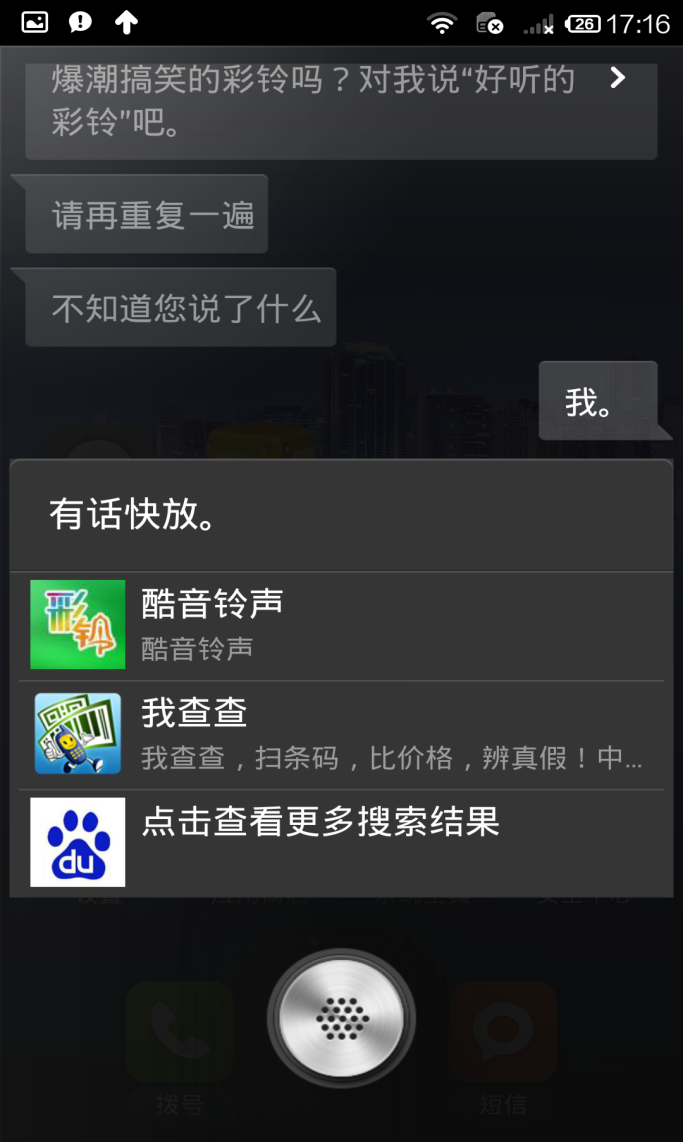 26 17:16
爆潮搞笑的彩铃吗？对我说“好听的
彩铃”吧。
请再重复一遍
不知道您说了什么
我。
有话快放。
彩铃
酷音铃声
酷音铃声
我查查
我查查，扫条码，比价格，辨真假！中...
du
点击查看更多搜索结果
拨号 短信